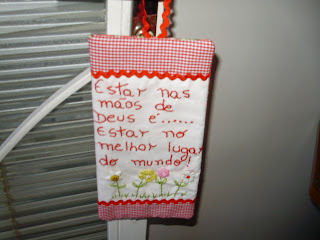 Estar nas
mãos de
Deus é......
Estar no
melhor lugar
do mundo!